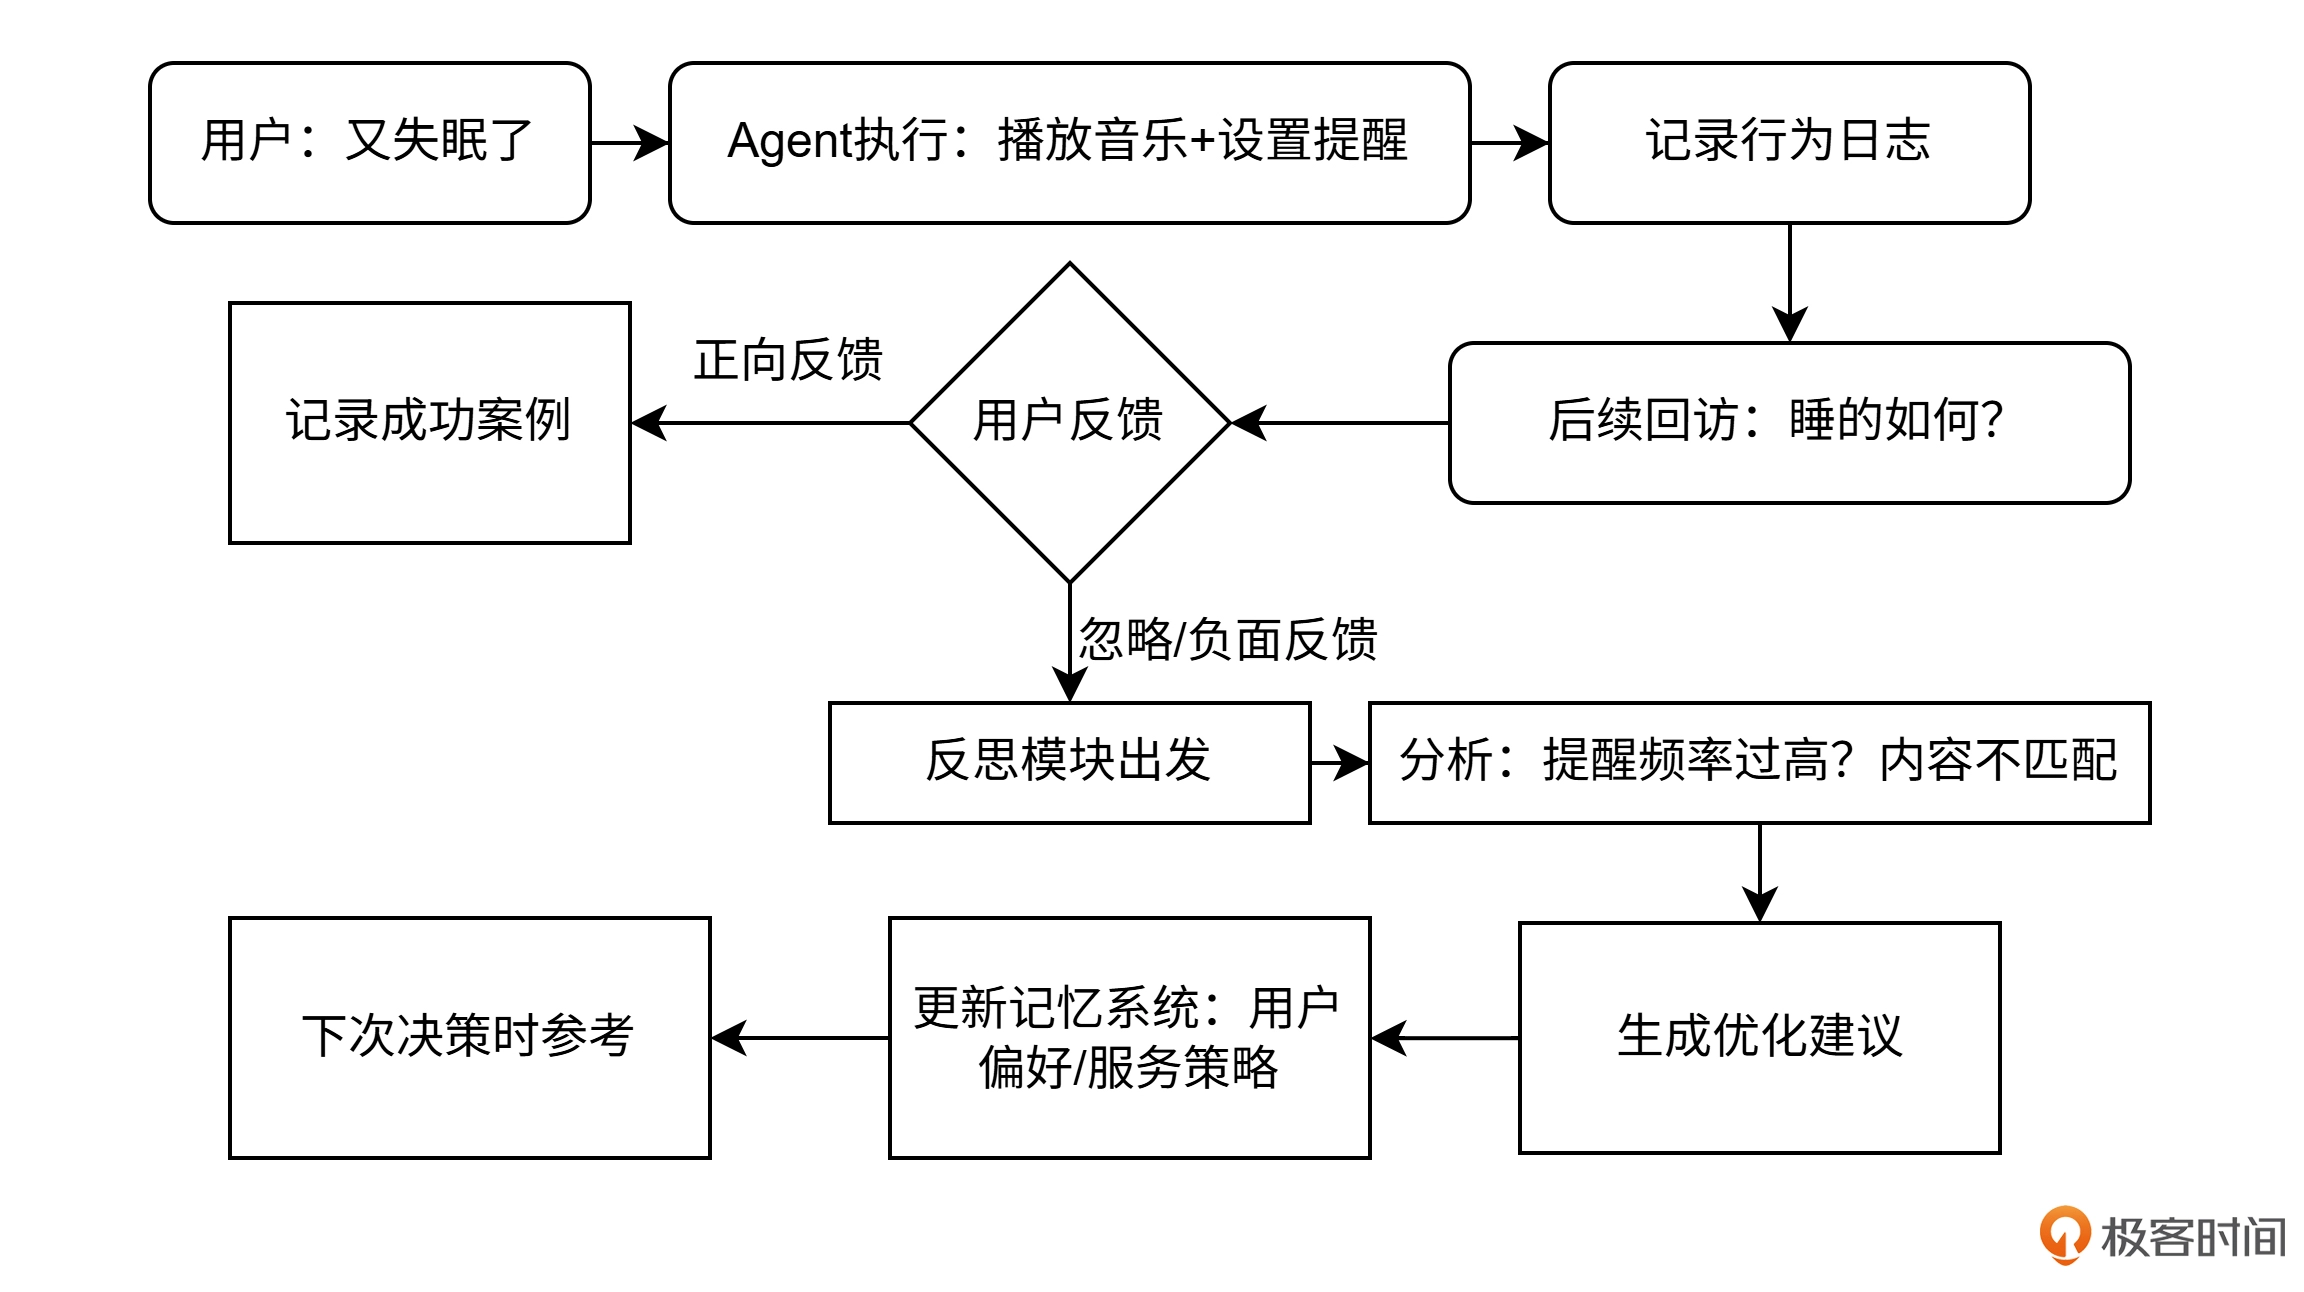 用户：又失眠了
Agent执行：播放音乐+设置提醒
记录行为日志
后续回访：睡的如何？
用户反馈
正向反馈
记录成功案例
忽略/负面反馈
反思模块出发
分析：提醒频率过高？内容不匹配
生成优化建议
更新记忆系统：用户
偏好/服务策略
下次决策时参考
极客时间